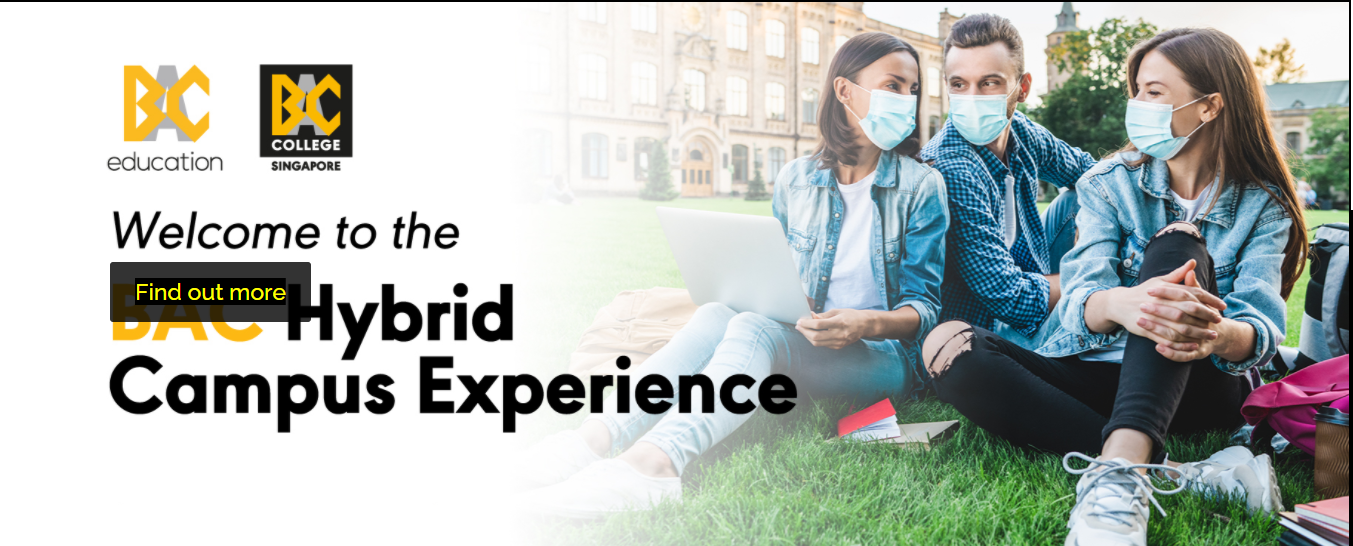 BAC
education
BAC
COLLEGE
SINGAPORE
Welcome to the
Find out more
BAC Hybrid
Campus Experience